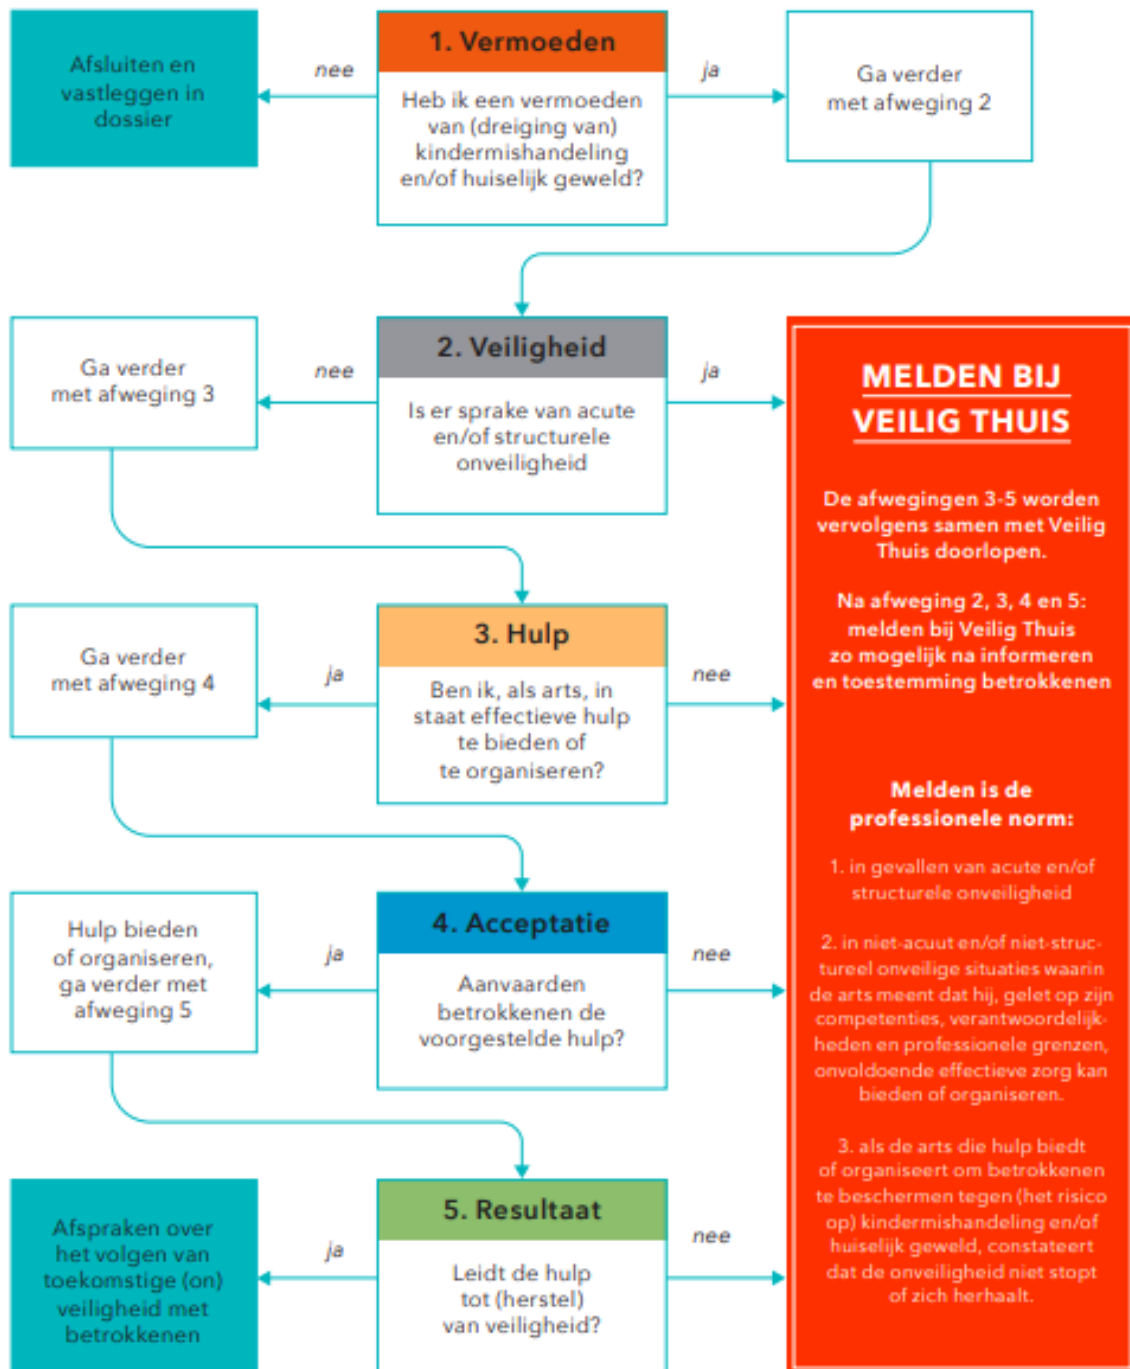 1. Vermoeden
Heb ik een vermoeden
van (dreiging van)
kindermishandeling
en/of huiselijk geweld?
nee
Afsluiten en
vastleggen in
dossier
ja
Ga verder
met afweging 2
2. Veiligheid
Is er sprake van acute
en/of structurele
onveiligheid
nee
Ga verder
met afweging 3
ja
3. Hulp
Ben ik, als arts, in
staat effectieve hulp
te bieden of
te organiseren?
ja
Ga verder
met afweging 4
nee
4. Acceptatie
Aanvaarden
betrokkenen de
voorgestelde hulp?
ja
Hulp bieden
of organiseren,
ga verder met
afweging 5
nee
5. Resultaat
Leidt de hulp
tot (herstel)
van veiligheid?
ja
Afspraken over
het volgen van
toekomstige (on)
veiligheid met
betrokkenen
nee
MELDEN BIJ
VEILIG THUIS
De afwegingen 3-5 worden
vervolgens samen met Veilig
Thuis doorlopen.
Na afweging 2, 3, 4 en 5:
melden bij Veilig Thuis
zo mogelijk na informeren
en toestemming betrokkenen
Melden is de
professionele norm:
1. in gevallen van acute en/of
structurele onveiligheid
2. in niet-acuut en/of niet-struc-
tureel onveilige situaties waarin
de arts meent dat hij, gelet op zijn
competenties, verantwoordelijk-
heden en professionele grenzen,
onvoldoende effectieve zorg kan
bieden of organiseren.
3. als de arts die hulp biedt
of organiseert om betrokkenen
te beschermen tegen (het risico
op) kindermishandeling en/of
huiselijk geweld, constateert
dat de onveiligheid niet stopt
of zich herhaalt.